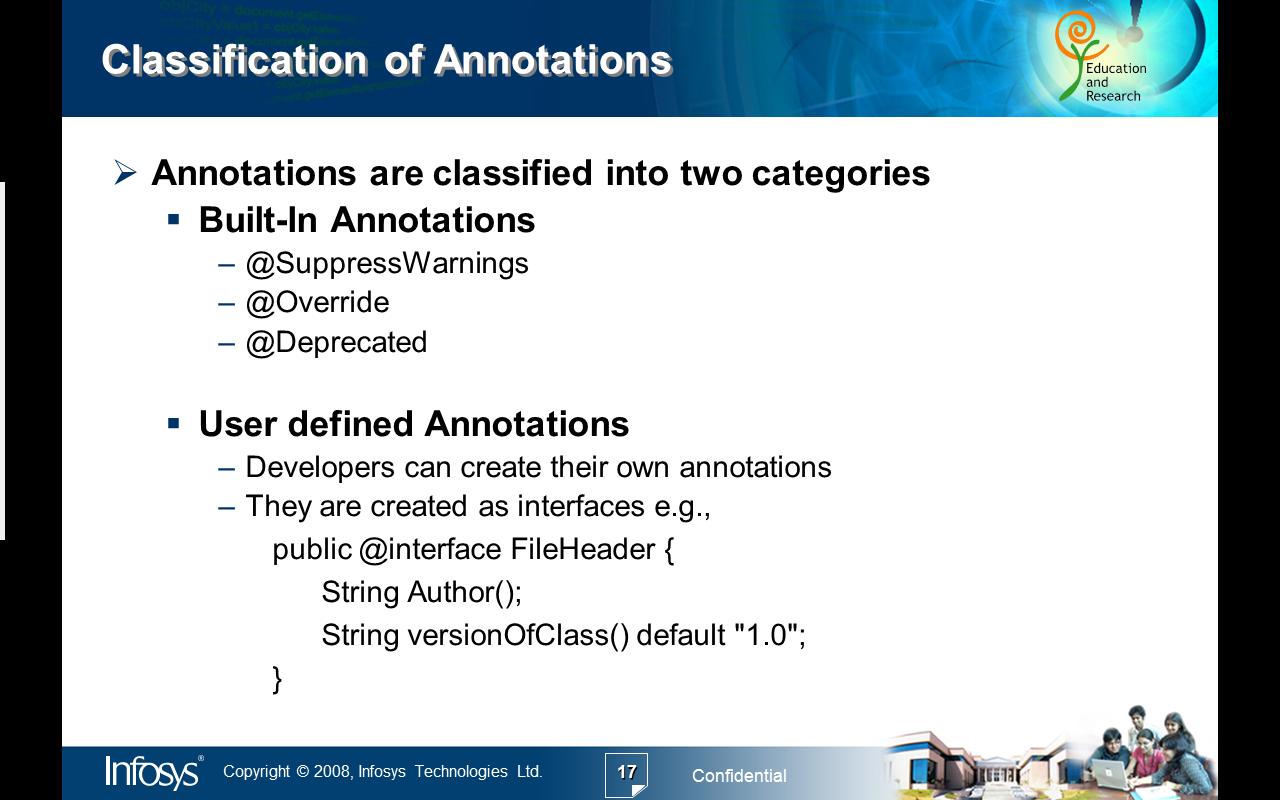 Classification of Annotations
Education
and
Research
Annotations are classified into two categories
Built-In Annotations
– @SuppressWarnings
– @Override
– @Deprecated
User defined Annotations
– Developers can create their own annotations
– They are created as interfaces e.g.,
public @interface FileHeader {
String Author();
String versionOfClass() default "1.0";
}
Infosys® Copyright © 2008, Infosys Technologies Ltd. 17 Confidential